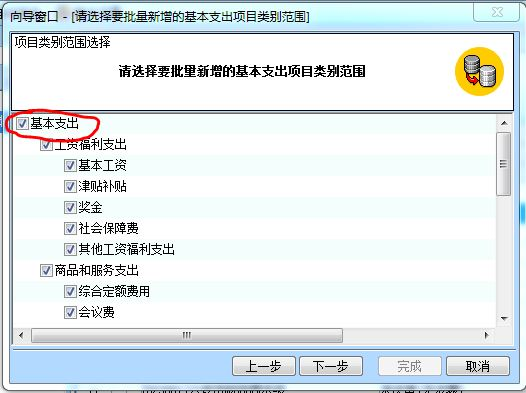 向导窗口 - [请选择要批量新增的基本支出项目类别范围]
项目类别范围选择
请选择要批量新增的基本支出项目类别范围
基本支出
工资福利支出
基本工资
津贴补贴
奖金
社会保障费
其他工资福利支出
商品和服务支出
综合定额费用
会议费
上一步 下一步 完成 取消